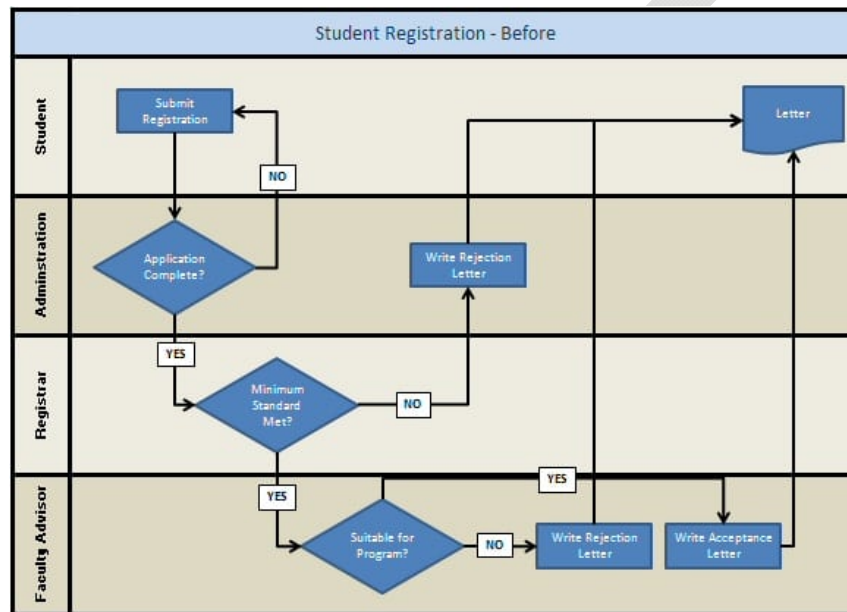 Student Registration - Before
Student
Submit
Registration
Letter
NO
Adminstration
Application
Complete?
Write Rejection
Letter
YES
Registrar
Minimum
Standard
Met?
NO
Faculty Advisor
YES
YES
Suitable for
Program?
NO
Write Rejection
Letter
Write Acceptance
Letter